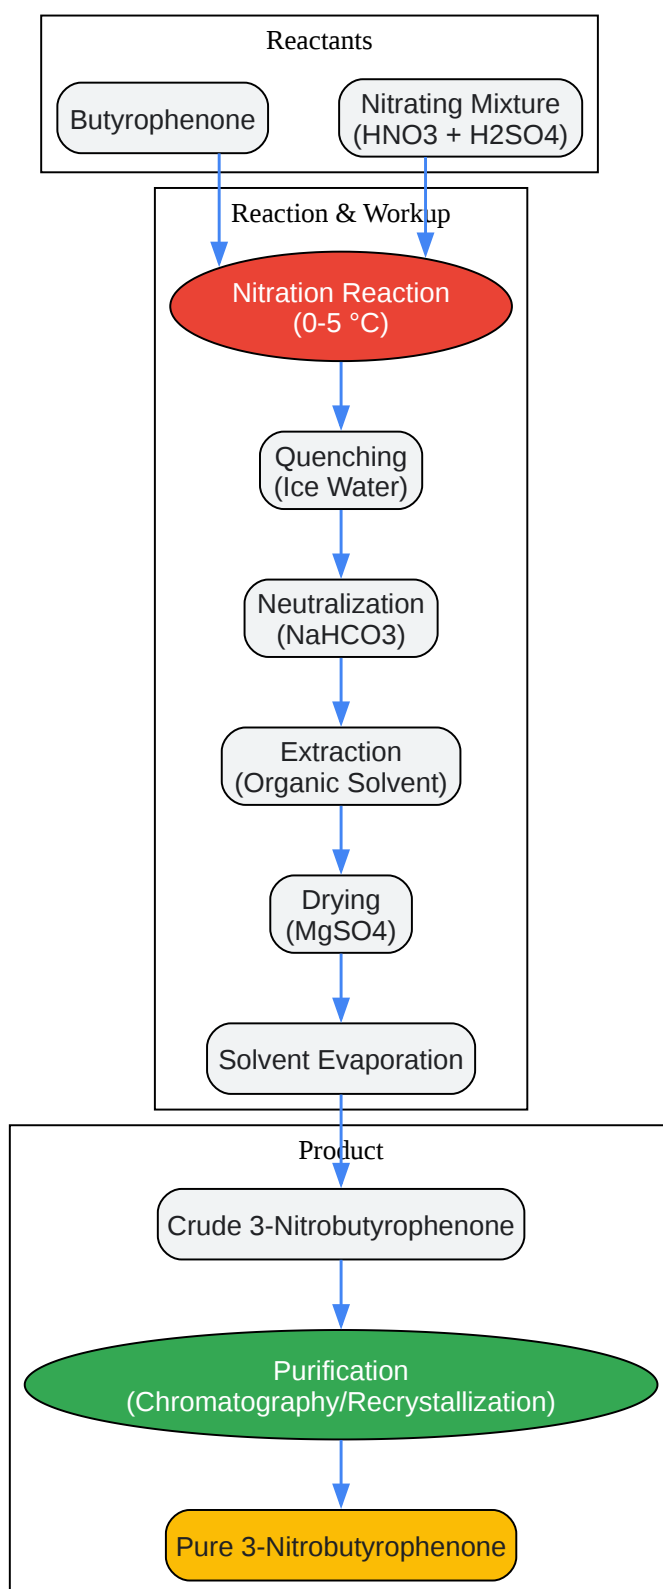 Reactants
Butyrophenone
Nitrating Mixture
(HNO3 + H2SO4)
Reaction & Workup
Nitration Reaction
(0-5 °C)
Quenching
(Ice Water)
Neutralization
(NaHCO3)
Extraction
(Organic Solvent)
Drying
(MgSO4)
Solvent Evaporation
Product
Crude 3-Nitrobutyrophenone
Purification
(Chromatography/Recrystallization)
Pure 3-Nitrobutyrophenone